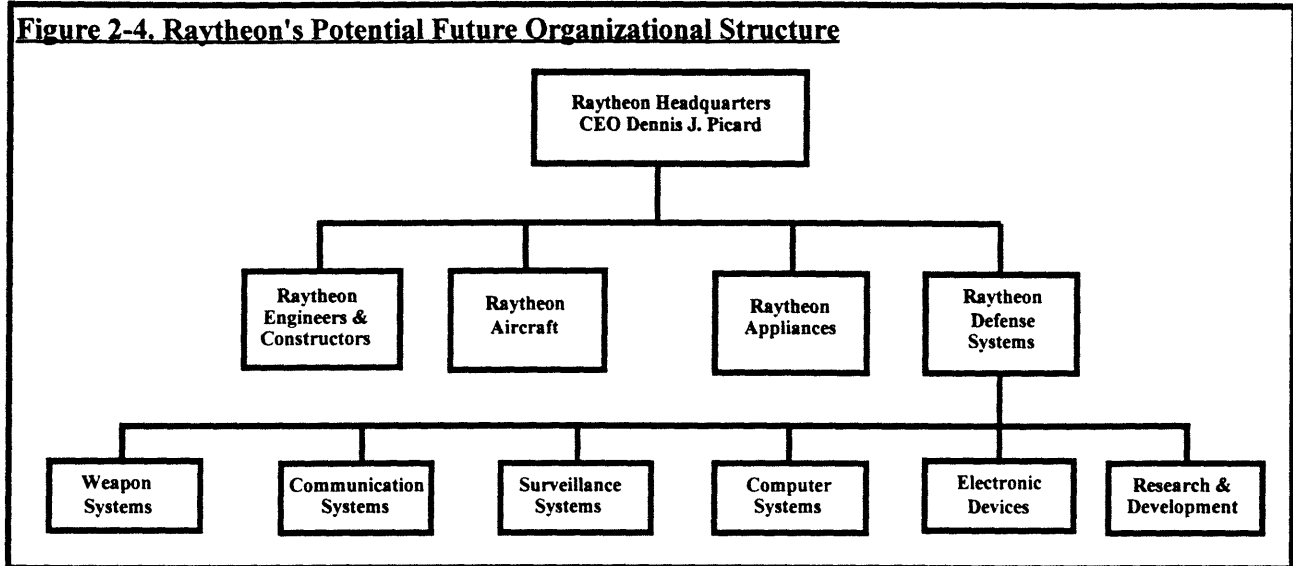 Figure 2-4. Raytheon's Potential Future Organizational Structure
Raytheon Headquarters
CEO Dennis J. Picard
Raytheon
Engineers &
Constructors
Raytheon
Aircraft
Raytheon
Appliances
Raytheon
Defense
Systems
Weapon
Systems
Communication
Systems
Surveillance
Systems
Computer
Systems
Electronic
Devices
Research &
Development